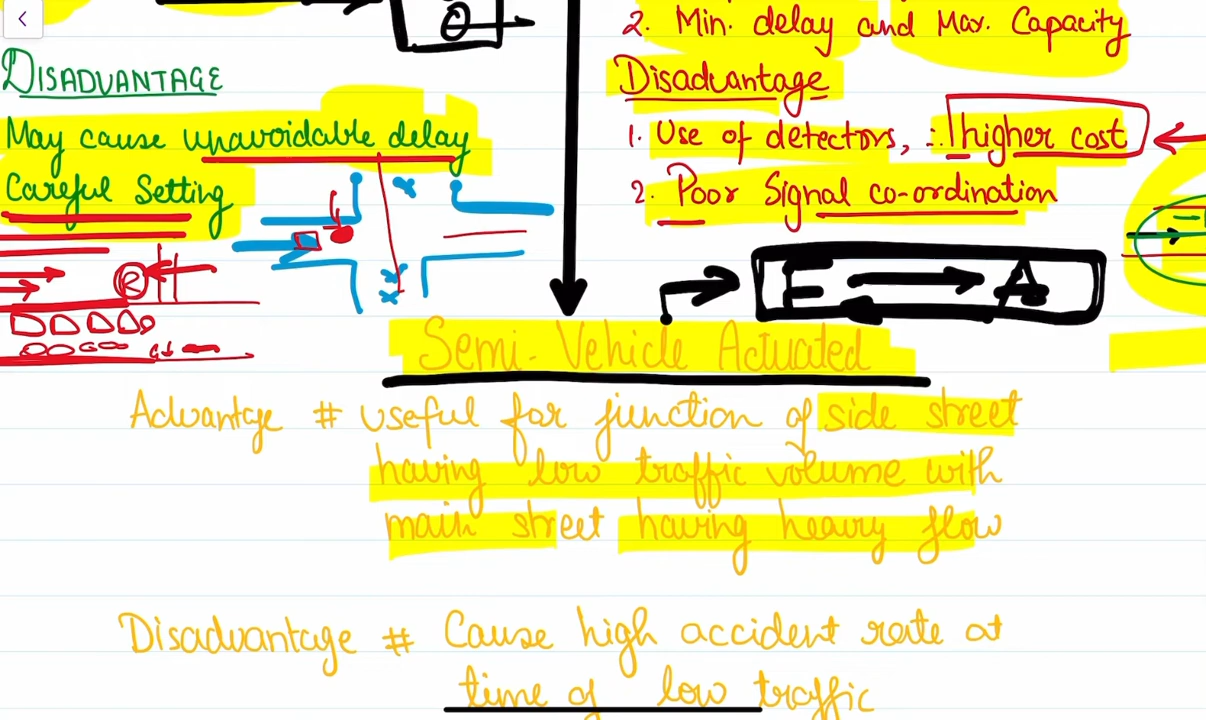 DISADVANTAGE
May cause unavoidable delay
Careful Setting
R
2. Min. delay and Max. Capacity
Disadvantage
1. Use of detectors, ∴ higher cost
2. Poor Signal co-ordination
F A
Semi-Vehicle Actuated
Advantage # useful for junction of side street
having low traffic volume with
main street having heavy flow
Disadvantage # Cause high accident rate at
time of low traffic